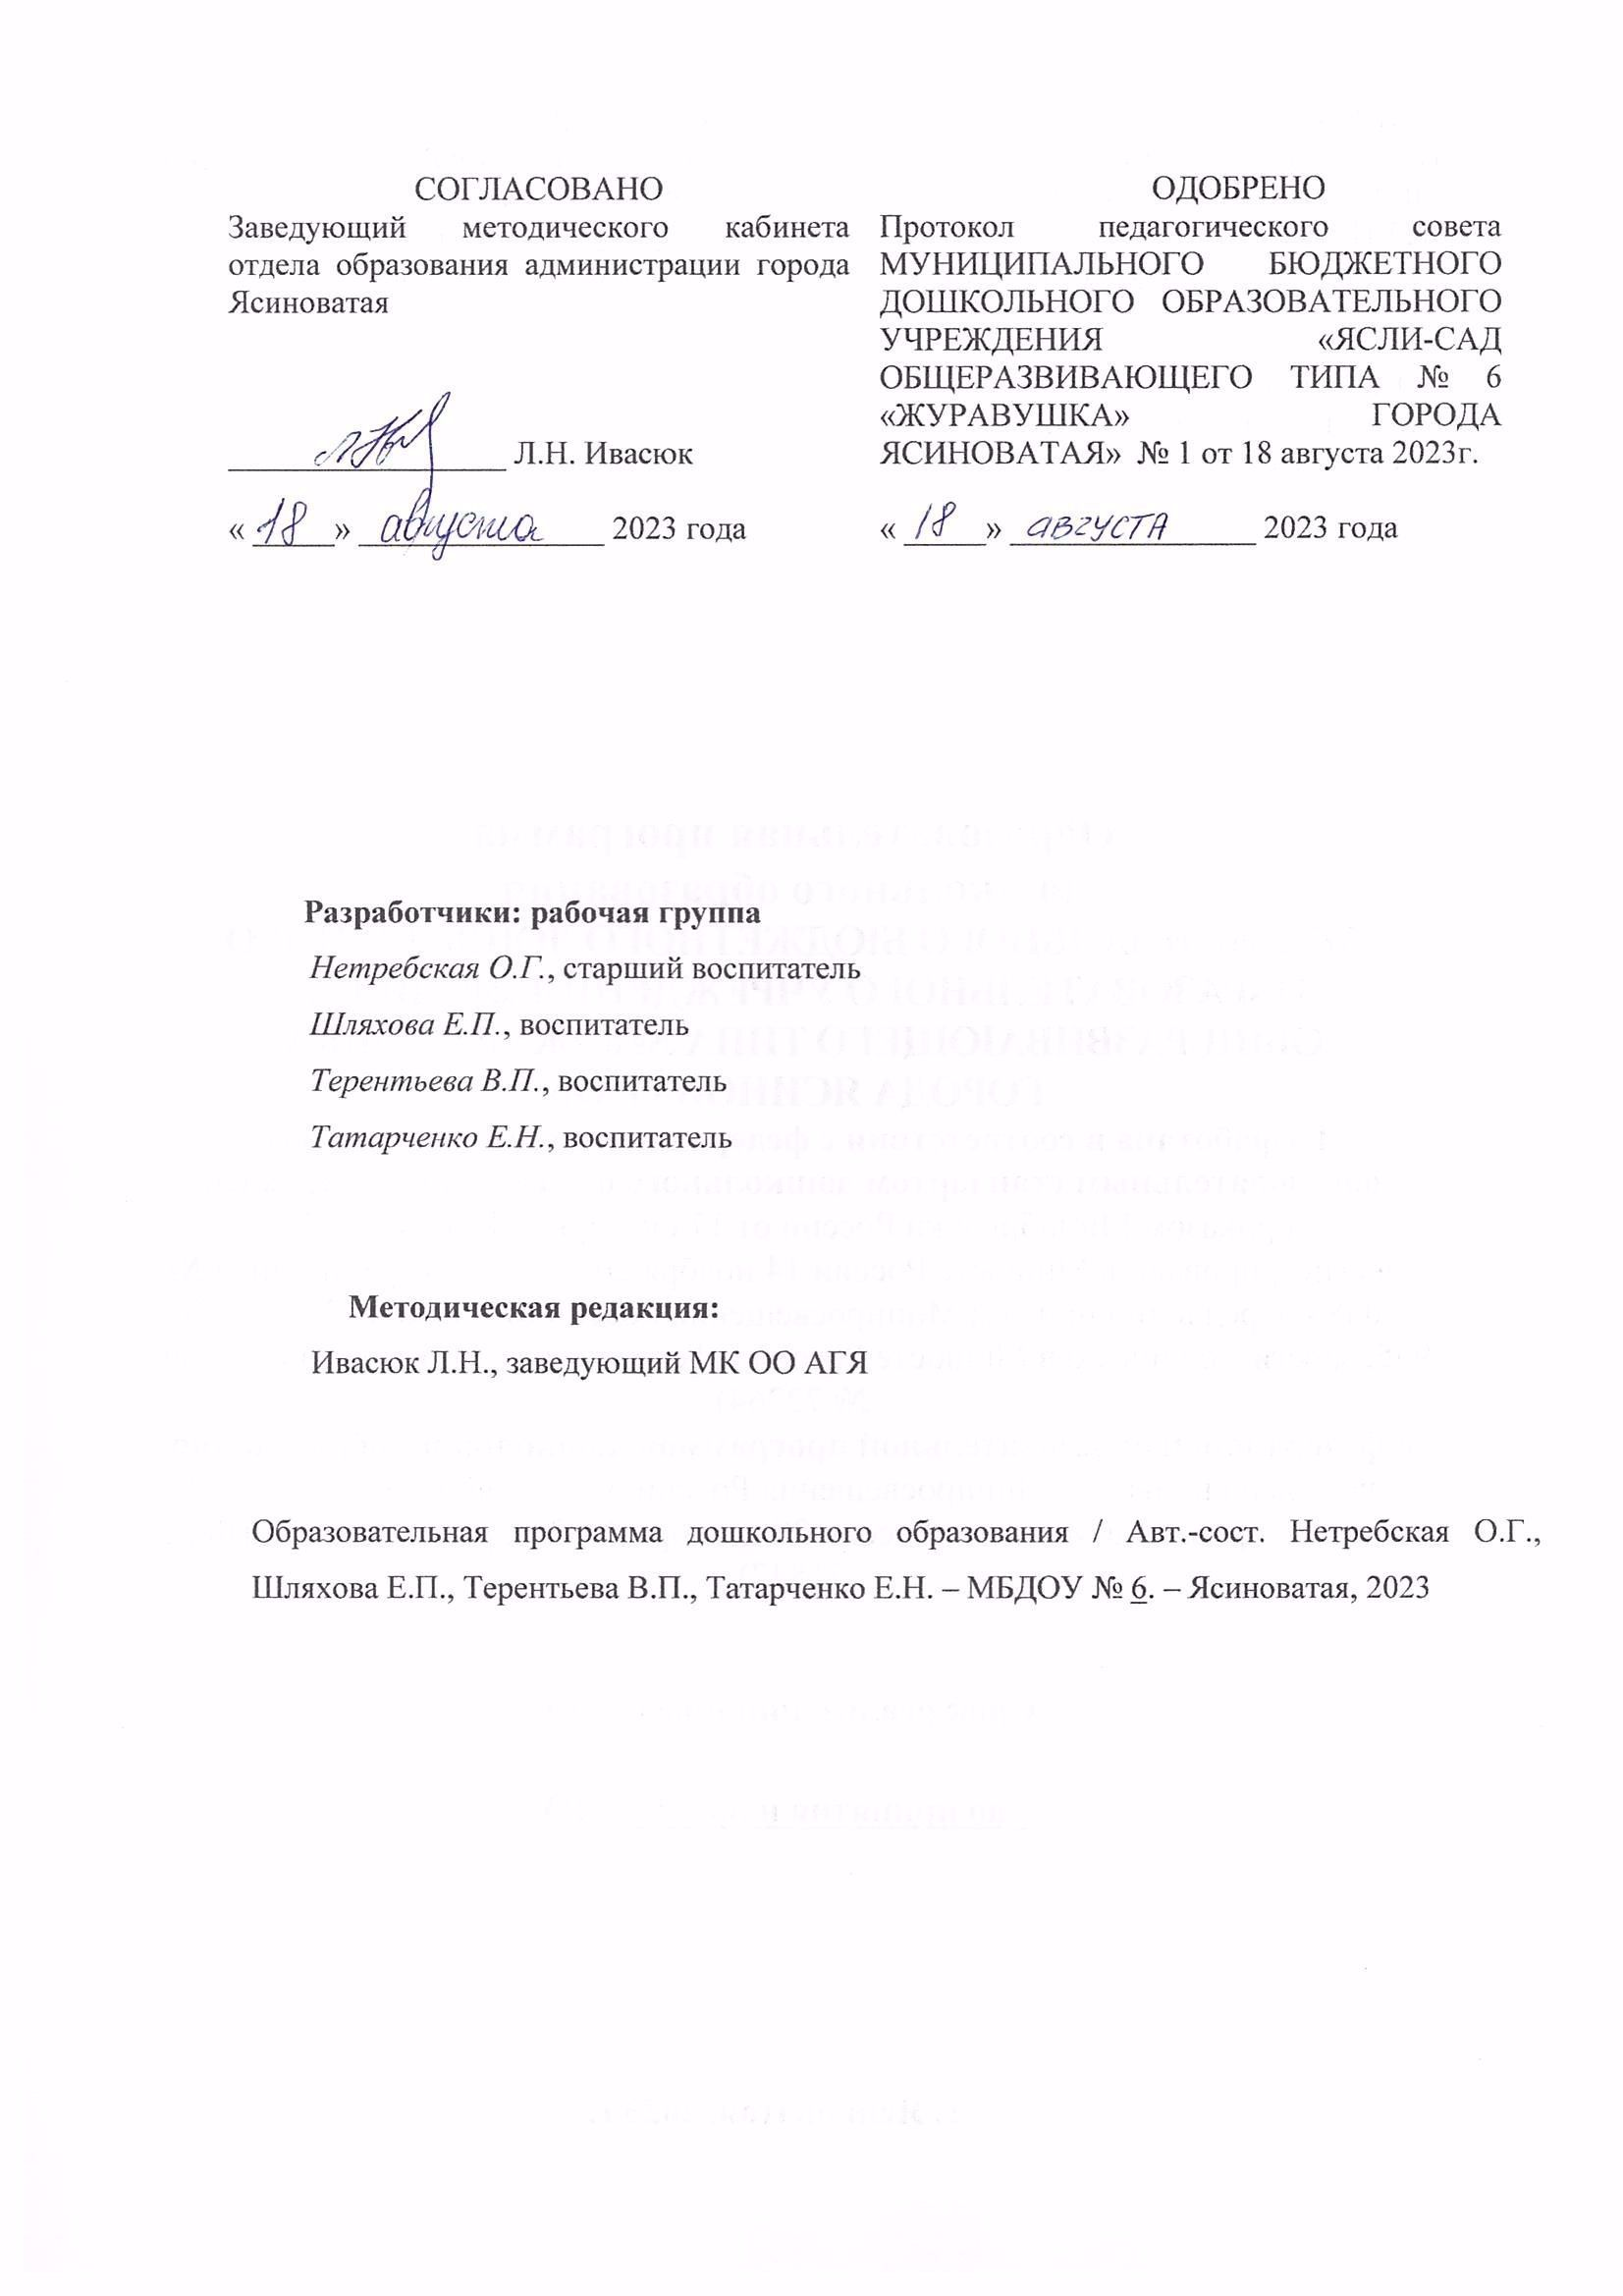 СОГЛАСОВАНО
Заведующий методического кабинета
отдела образования администрации города
Ясиноватая
Л.Н. Ивасюк
« 18 » августа 2023 года
ОДОБРЕНО
Протокол педагогического совета
МУНИЦИПАЛЬНОГО БЮДЖЕТНОГО
ДОШКОЛЬНОГО ОБРАЗОВАТЕЛЬНОГО
УЧРЕЖДЕНИЯ «ЯСЛИ-САД
ОБЩЕРАЗВИВАЮЩЕГО ТИПА № 6
«ЖУРАВУШКА» ГОРОДА
ЯСИНОВАТАЯ» № 1 от 18 августа 2023г.
« 18 » августа 2023 года
Разработчики: рабочая группа
Нетребская О.Г., старший воспитатель
Шляхова Е.П., воспитатель
Терентьева В.П., воспитатель
Татарченко Е.Н., воспитатель
Методическая редакция:
Ивасюк Л.Н., заведующий МК ОО АГЯ
Образовательная программа дошкольного образования / Авт.-сост. Нетребская О.Г.,
Шляхова Е.П., Терентьева В.П., Татарченко Е.Н. – МБДОУ № 6. – Ясиноватая, 2023